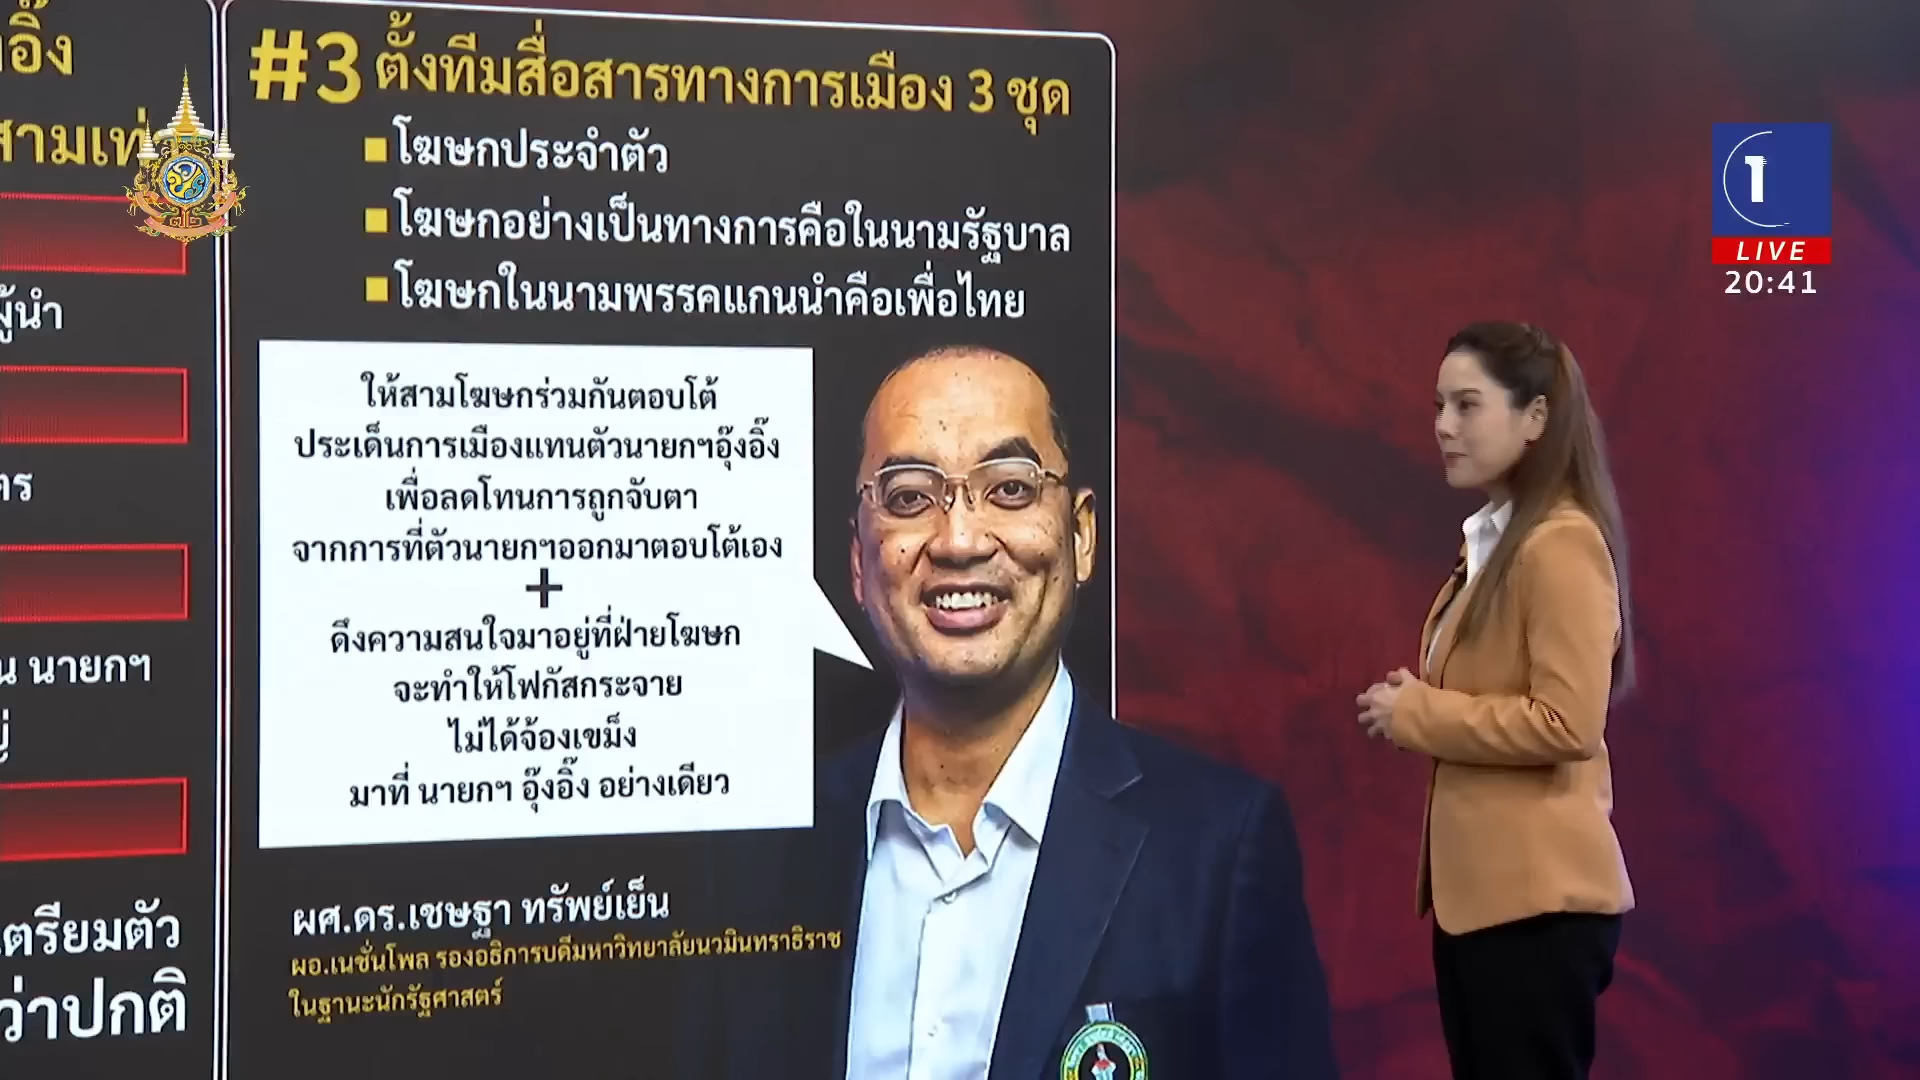 #3 ตั้งทีมสื่อสารทางการเมือง 3 ชุด
โฆษกประจำตัว
โฆษกอย่างเป็นทางการคือในนามรัฐบาล
โฆษกในนามพรรคแกนนำคือเพื่อไทย
ให้สามโฆษกร่วมกันตอบโต้
ประเด็นการเมืองแทนตัวนายกฯอุ๊งอิ๊ง
เพื่อลดโทนการถูกจับตา
จากการที่ตัวนายกฯออกมาตอบโต้เอง
+
ดึงความสนใจมาอยู่ที่ฝ่ายโฆษก
จะทำให้โฟกัสกระจาย
ไม่ได้จ้องเขม็ง
มาที่ นายกฯ อุ๊งอิ๊ง อย่างเดียว
ผศ.ดร.เชษฐา ทรัพย์เย็น
ผอ.เนชั่นโพล รองอธิการบดีมหาวิทยาลัยนวมินทราธิราช
ในฐานะนักรัฐศาสตร์
สามเท่
ผู้นำ
น นายกฯ
เตรียมตัว
ว่าปกติ
1
LIVE
20:41